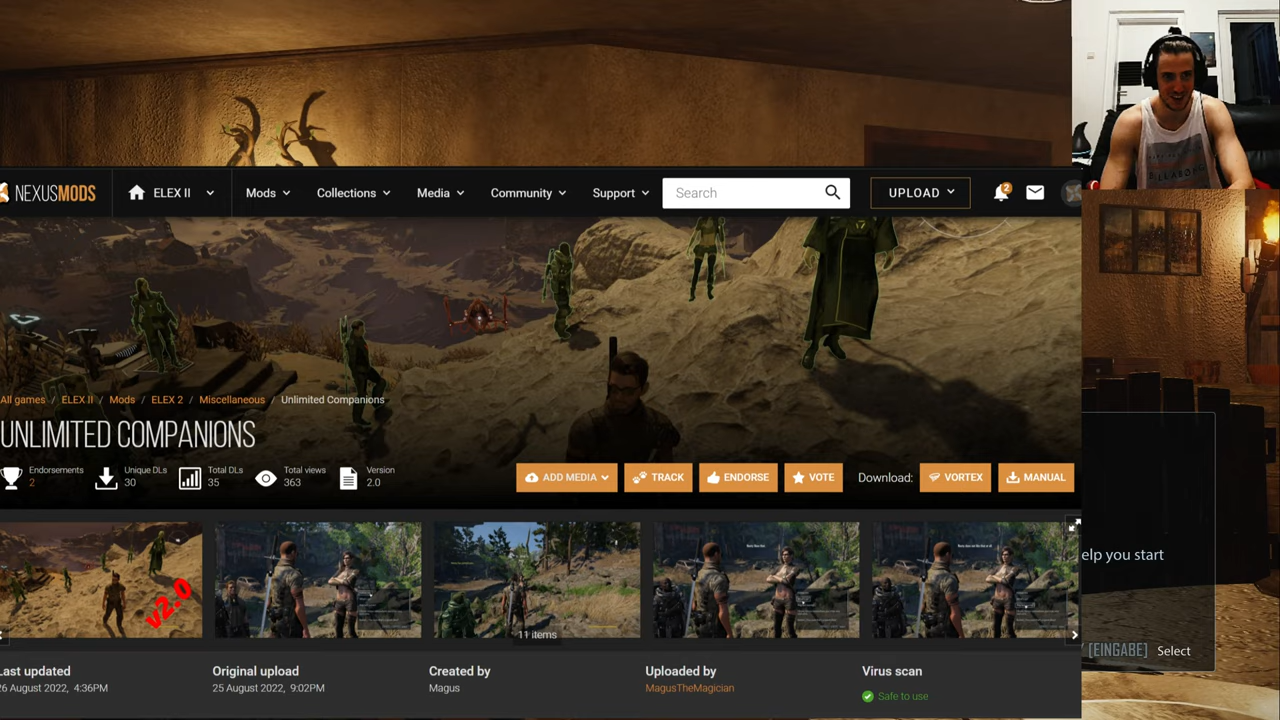 NEXUSMODS
ELEX II
Mods
Collections
Media
Community
Support
Search
UPLOAD
2
All games / ELEX II / Mods / ELEX 2 / Miscellaneous / Unlimited Companions
UNLIMITED COMPANIONS
Endorsements
2
Unique DLs
30
Total DLs
35
Total views
363
Version
2.0
ADD MEDIA
TRACK
ENDORSE
VOTE
Download:
VORTEX
MANUAL
v2.0
11 items
elp you start
[EINGABE] Select
Last updated
26 August 2022, 4:36PM
Original upload
25 August 2022, 9:02PM
Created by
Magus
Uploaded by
MagusTheMagician
Virus scan
Safe to use